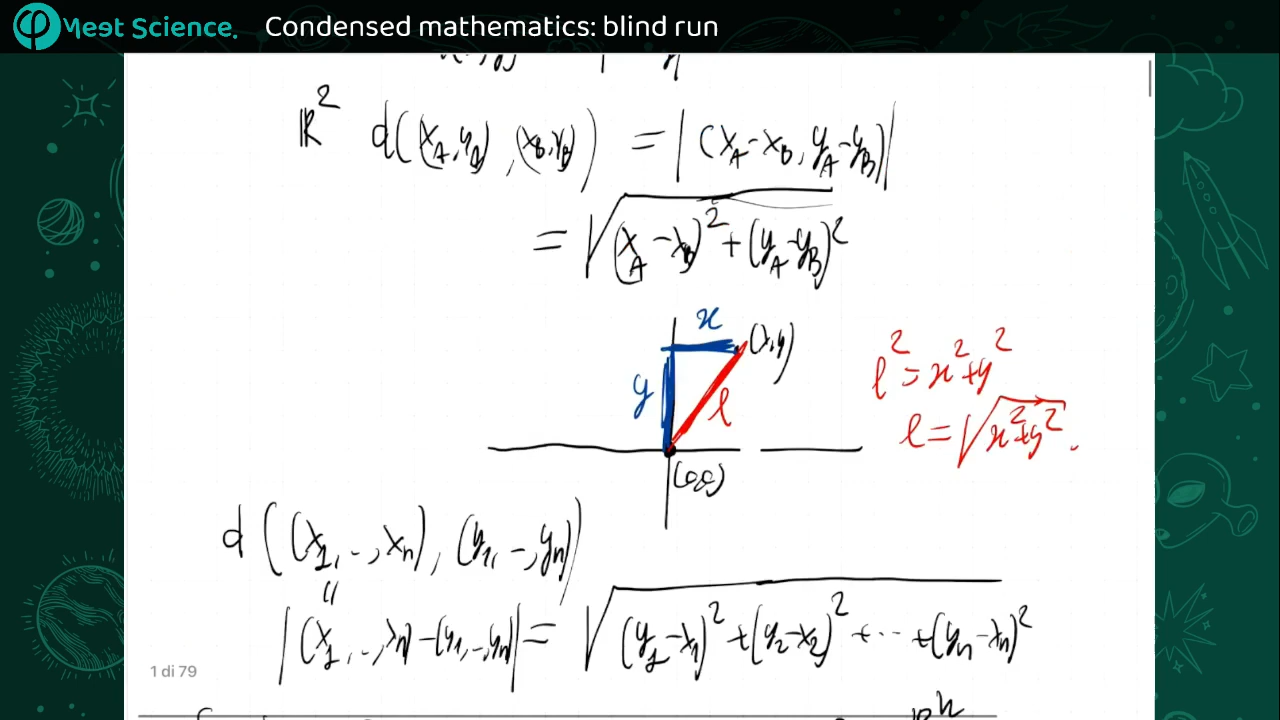 Meet Science.
Condensed mathematics: blind run
ℝ² d((x_A, y_A), (x_B, y_B)) = |(x_A − x_B, y_A − y_B)|
= √((x_A − x_B)² + (y_A − y_B)²)
x
(x,y)
y
l
l² = x² + y²
l = √(x² + y²).
(0,0)
d((x_1, .., x_n), (y_1, .., y_n))
||
|(x_1, .., x_n) − (y_1, .., y_n)| = √((y_1 − x_1)² + (y_2 − x_2)² + ... + (y_n − x_n)²)
1 di 79
ℝⁿ